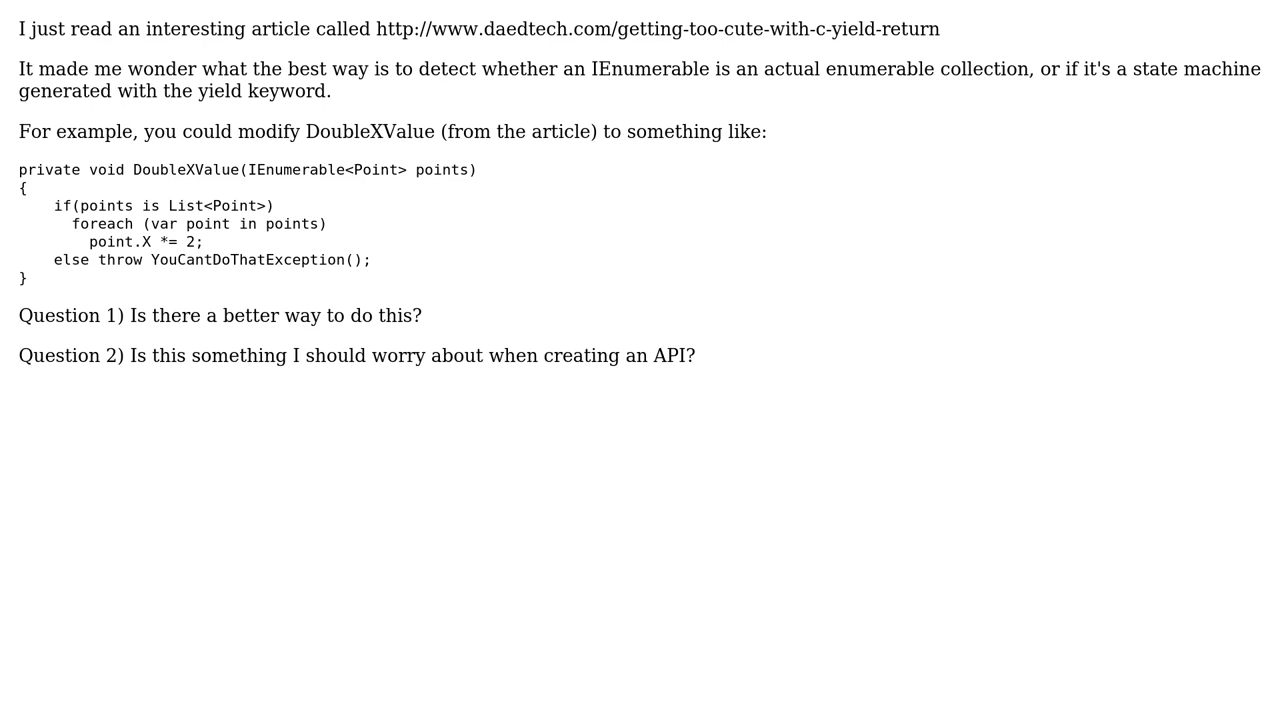 I just read an interesting article called http://www.daedtech.com/getting-too-cute-with-c-yield-return
It made me wonder what the best way is to detect whether an IEnumerable is an actual enumerable collection, or if it's a state machine
generated with the yield keyword.
For example, you could modify DoubleXValue (from the article) to something like:
private void DoubleXValue(IEnumerable<Point> points)
{
    if(points is List<Point>)
      foreach (var point in points)
        point.X *= 2;
    else throw YouCantDoThatException();
}
Question 1) Is there a better way to do this?
Question 2) Is this something I should worry about when creating an API?